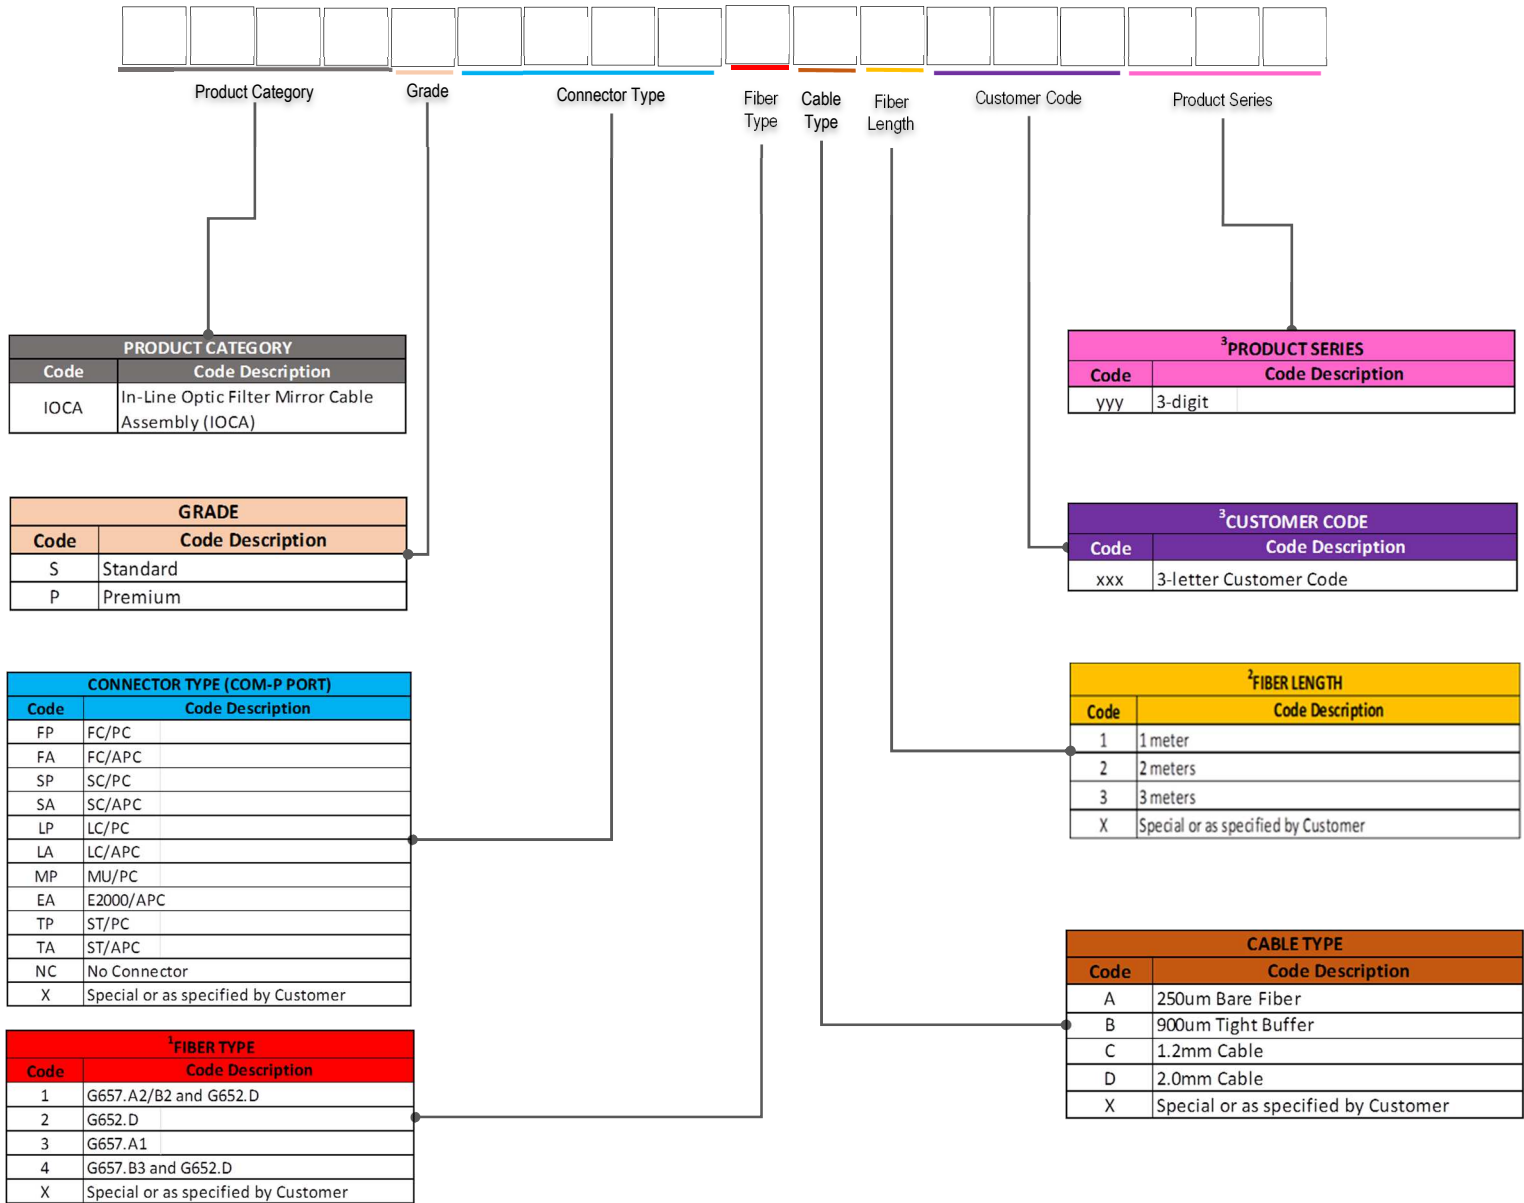 Product Category
Grade
Connector Type
Fiber
Type
Cable
Type
Fiber
Length
Customer Code
Product Series
PRODUCT CATEGORY
Code Code Description
IOCA In-Line Optic Filter Mirror Cable
Assembly (IOCA)
GRADE
Code Code Description
S Standard
P Premium
CONNECTOR TYPE (COM-P PORT)
Code Code Description
FP FC/PC
FA FC/APC
SP SC/PC
SA SC/APC
LP LC/PC
LA LC/APC
MP MU/PC
EA E2000/APC
TP ST/PC
TA ST/APC
NC No Connector
X Special or as specified by Customer
1FIBER TYPE
Code Code Description
1 G657.A2/B2 and G652.D
2 G652.D
3 G657.A1
4 G657.B3 and G652.D
X Special or as specified by Customer
3PRODUCT SERIES
Code Code Description
yyy 3-digit
3CUSTOMER CODE
Code Code Description
xxx 3-letter Customer Code
2FIBER LENGTH
Code Code Description
1 1 meter
2 2 meters
3 3 meters
X Special or as specified by Customer
CABLE TYPE
Code Code Description
A 250um Bare Fiber
B 900um Tight Buffer
C 1.2mm Cable
D 2.0mm Cable
X Special or as specified by Customer